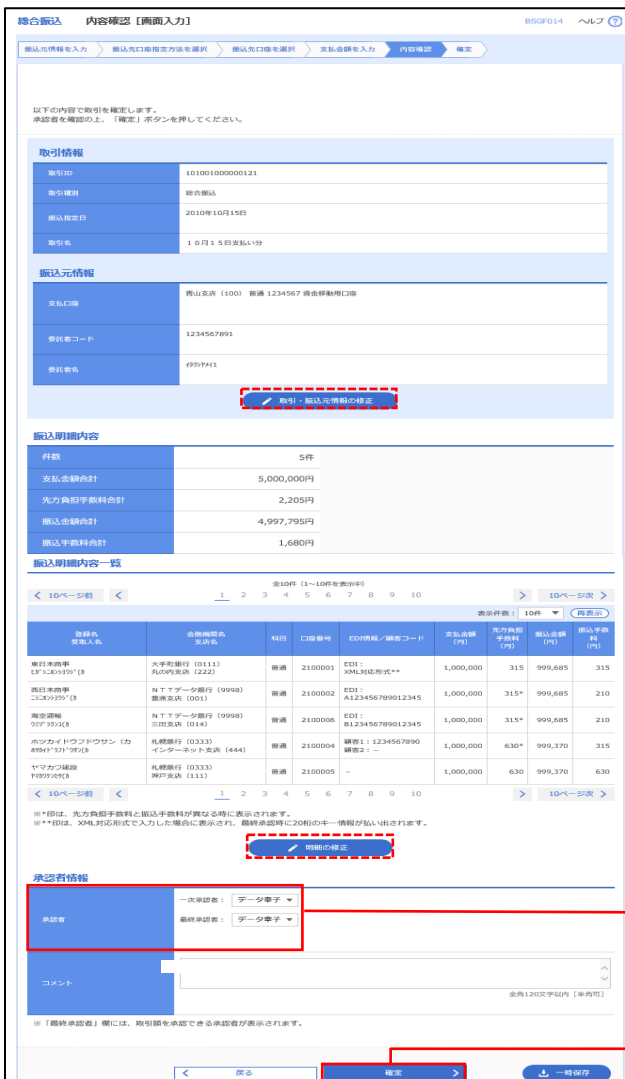 総合振込 内容確認［画面入力］ BSGF014 ヘルプ ?
振込元情報を入力 振込先口座指定方法を選択 振込先口座を選択 支払金額を入力 内容確認 確定
以下の内容で取引を確定します。
承認者を確認の上、「確定」ボタンを押してください。
取引情報
取引ID 101001000000121
取引種別 総合振込
振込指定日 2010年10月15日
取引名 １０月１５日支払い分
振込元情報
支払口座 青山支店（100） 普通 1234567 資金移動用口座
委託者コード 1234567891
委託者名
取引・振込元情報の修正
振込明細内容
件数 5件
支払金額合計 5,000,000円
先方負担手数料合計 2,205円
振込金額合計 4,997,795円
振込手数料合計 1,680円
振込明細内容一覧
全10件（1～10件を表示中）
< 10ページ前 < 1 2 3 4 5 6 7 8 9 10 > 10ページ次 >
表示件数： 10件 ▼ 再表示
登録名 金融機関名 科目 口座番号 EDI情報／顧客コード 支払金額 先方負担 振込金額 振込手数
受取人名 支店名 (円) 手数料 (円) 料
(円) (円)
東日本商事 大手町銀行（0111） 普通 2100001 EDI： 1,000,000 315 999,685 315
丸の内支店（222） XML対応形式**
西日本商事 ＮＴＴデータ銀行（9998） 普通 2100002 EDI： 1,000,000 315* 999,685 210
豊洲支店（001） A123456789012345
海空運輸 ＮＴＴデータ銀行（9998） 普通 2100006 EDI： 1,000,000 315* 999,685 210
三田支店（014） B123456789012345
ホツカイドウフドウサン（カ 札幌銀行（0333） 普通 2100004 顧客1：1234567890 1,000,000 630* 999,370 315
インターネット支店（444） 顧客2：－
ヤマカワ建設 札幌銀行（0333） 普通 2100005 － 1,000,000 630 999,370 630
神戸支店（111）
< 10ページ前 < 1 2 3 4 5 6 7 8 9 10 > 10ページ次 >
※*印は、先方負担手数料と振込手数料が異なる時に表示されます。
※**印は、XML対応形式で入力した場合に表示され、最終承認時に20桁のキー情報が払い出されます。
明細の修正
承認者情報
承認者 一次承認者： データ幸子 ▼
最終承認者： データ幸子 ▼
コメント
全角120文字以内［半角可］
※「最終承認者」欄には、取引額を承認できる承認者が表示されます。
< 戻る 確定 > 一時保存